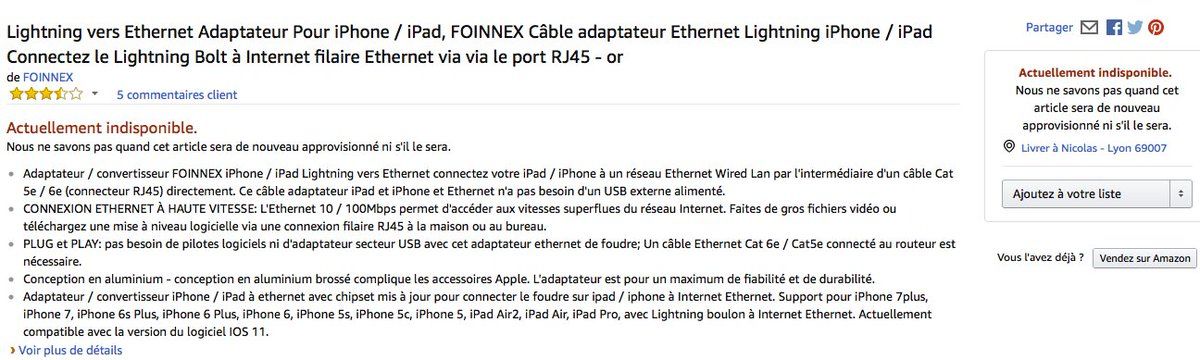 Lightning vers Ethernet Adaptateur Pour iPhone / iPad, FOINNEX Câble adaptateur Ethernet Lightning iPhone / iPad
Connectez le Lightning Bolt à Internet filaire Ethernet via via le port RJ45 - or
de FOINNEX
5 commentaires client
Actuellement indisponible.
Nous ne savons pas quand cet article sera de nouveau approvisionné ni s'il le sera.
Adaptateur / convertisseur FOINNEX iPhone / iPad Lightning vers Ethernet connectez votre iPad / iPhone à un réseau Ethernet Wired Lan par l'intermédiaire d'un câble Cat
5e / 6e (connecteur RJ45) directement. Ce câble adaptateur iPad et iPhone et Ethernet n'a pas besoin d'un USB externe alimenté.
CONNEXION ETHERNET À HAUTE VITESSE: L'Ethernet 10 / 100Mbps permet d'accéder aux vitesses superflues du réseau Internet. Faites de gros fichiers vidéo ou
téléchargez une mise à niveau logicielle via une connexion filaire RJ45 à la maison ou au bureau.
PLUG et PLAY: pas besoin de pilotes logiciels ni d'adaptateur secteur USB avec cet adaptateur ethernet de foudre; Un câble Ethernet Cat 6e / Cat5e connecté au routeur est
nécessaire.
Conception en aluminium - conception en aluminium brossé complique les accessoires Apple. L'adaptateur est pour un maximum de fiabilité et de durabilité.
Adaptateur / convertisseur iPhone / iPad à ethernet avec chipset mis à jour pour connecter le foudre sur ipad / iphone à Internet Ethernet. Support pour iPhone 7plus,
iPhone 7, iPhone 6s Plus, iPhone 6 Plus, iPhone 6, iPhone 5s, iPhone 5c, iPhone 5, iPad Air2, iPad Air, iPad Pro, avec Lightning boulon à Internet Ethernet. Actuellement
compatible avec la version du logiciel IOS 11.
Voir plus de détails
Partager
Actuellement indisponible.
Nous ne savons pas quand cet
article sera de nouveau
approvisionné ni s'il le sera.
Livrer à Nicolas - Lyon 69007
Ajoutez à votre liste
Vous l'avez déjà ? Vendez sur Amazon